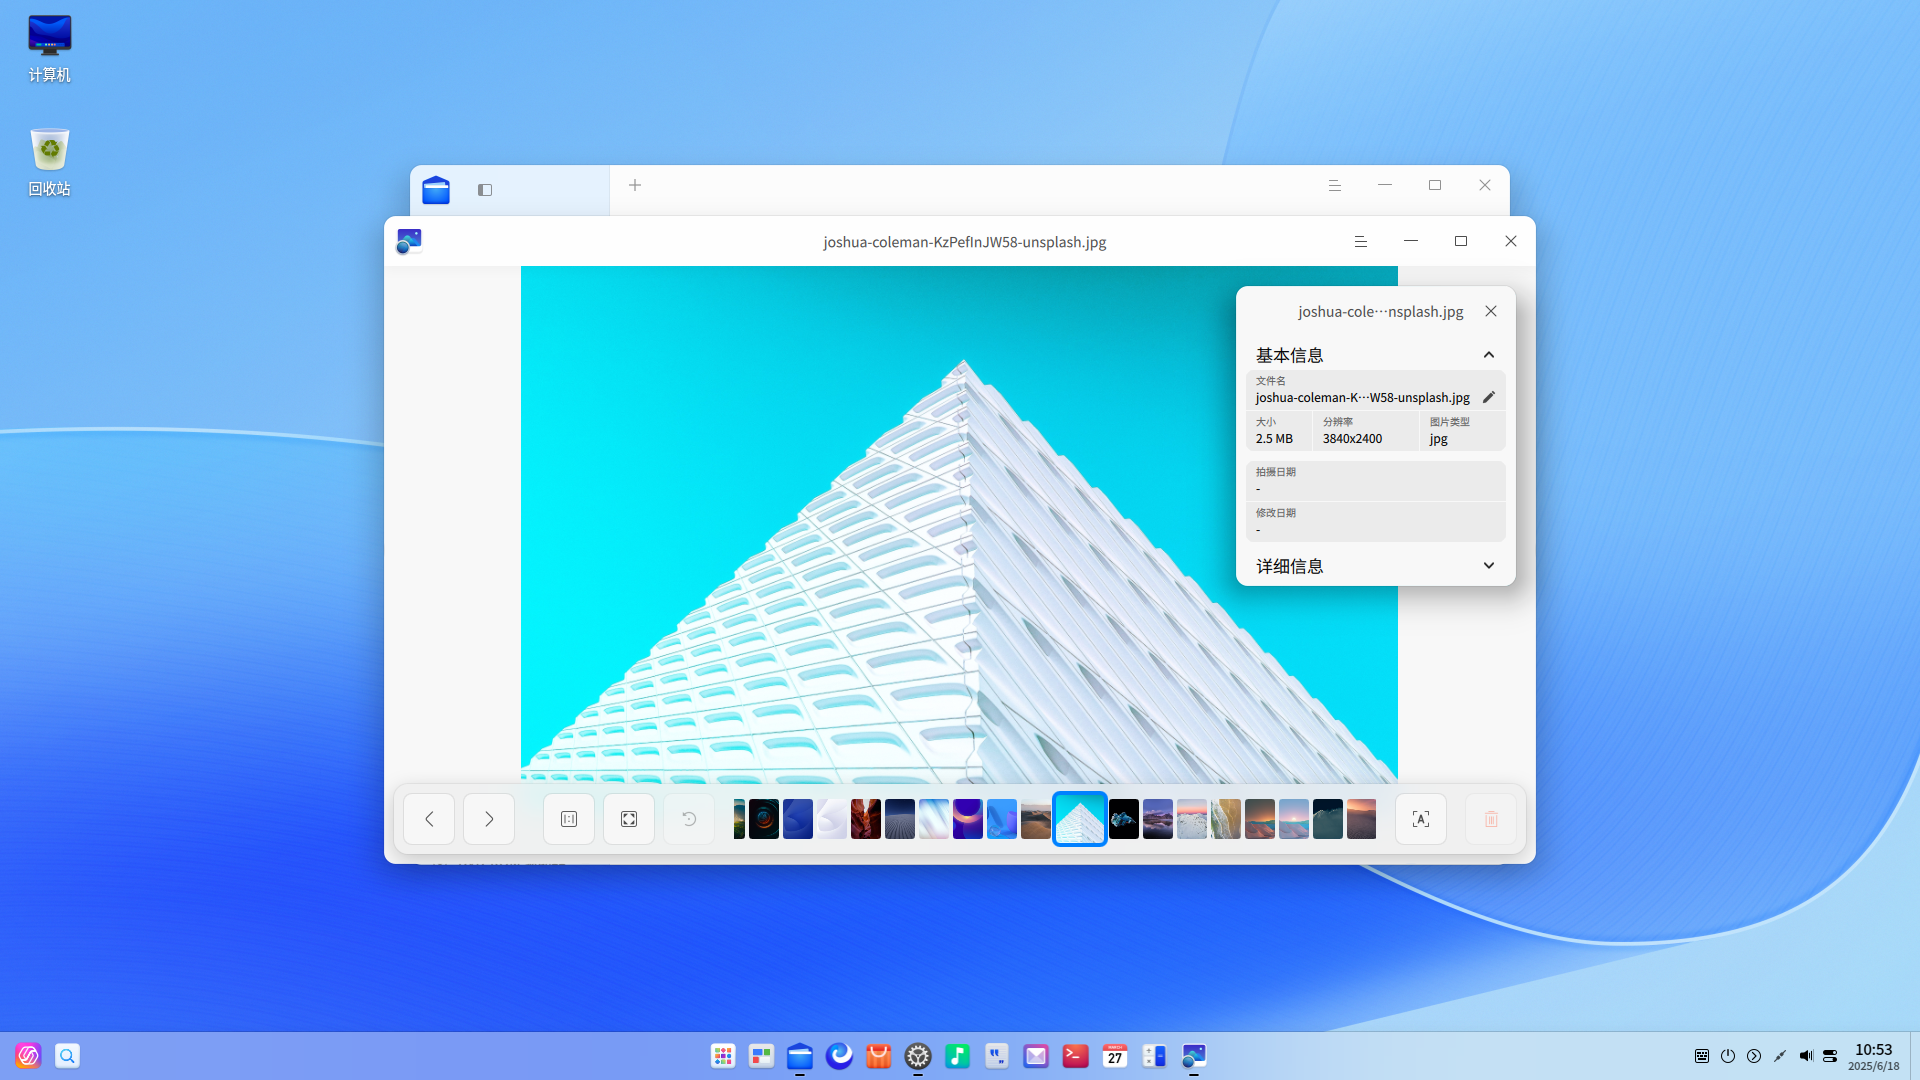 计算机
回收站
joshua-coleman-KzPefInJW58-unsplash.jpg
joshua-cole…nsplash.jpg
基本信息
文件名
joshua-coleman-K…W58-unsplash.jpg
大小
分辨率
图片类型
2.5 MB
3840x2400
jpg
拍摄日期
-
修改日期
-
详细信息
10:53
2025/6/18
MARCH
27